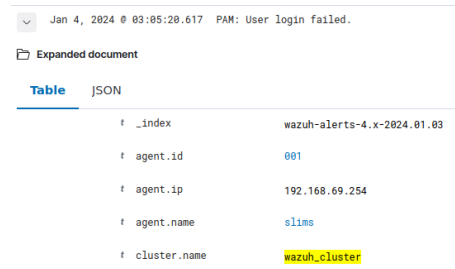 Jan 4, 2024 @ 03:05:20.617 PAM: User login failed.
Expanded document
Table JSON
t _index wazuh-alerts-4.x-2024.01.03
t agent.id 001
t agent.ip 192.168.69.254
t agent.name slims
t cluster.name wazuh_cluster